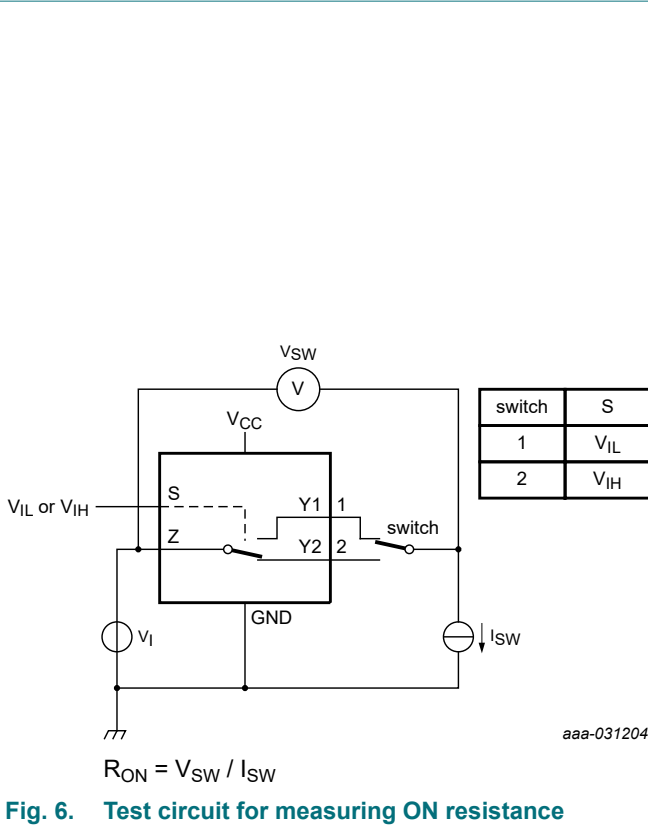 VSW
V
VCC
switch S
1 VIL
2 VIH
VIL or VIH
S
Y1 1
switch
Z
Y2 2
GND
VI
ISW
aaa-031204
RON = VSW / ISW
Fig. 6. Test circuit for measuring ON resistance